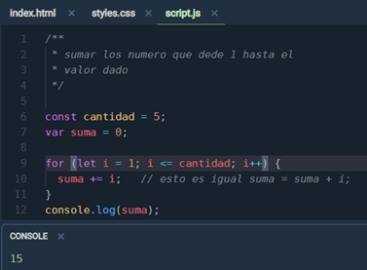 index.html × styles.css × script.js ×
1 /**
2 * sumar los numero que dede 1 hasta el
3 * valor dado
4 */
5
6 const cantidad = 5;
7 var suma = 0;
8
9 for (let i = 1; i <= cantidad; i++) {
10 suma += i; // esto es igual suma = suma + i;
11 }
12 console.log(suma);
CONSOLE ×
15